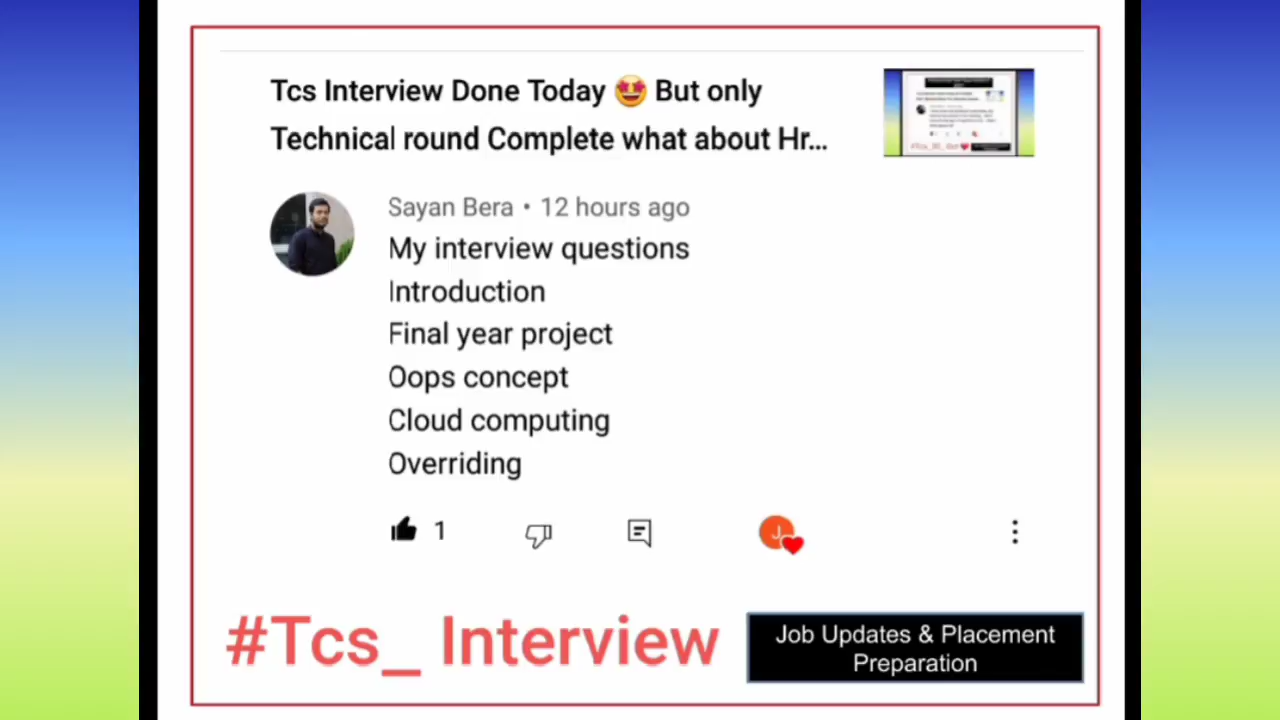 Tcs Interview Done Today 🤩 But only
Technical round Complete what about Hr...
Sayan Bera • 12 hours ago
My interview questions
Introduction
Final year project
Oops concept
Cloud computing
Overriding
1
J
#Tcs_ Interview
Job Updates & Placement
Preparation